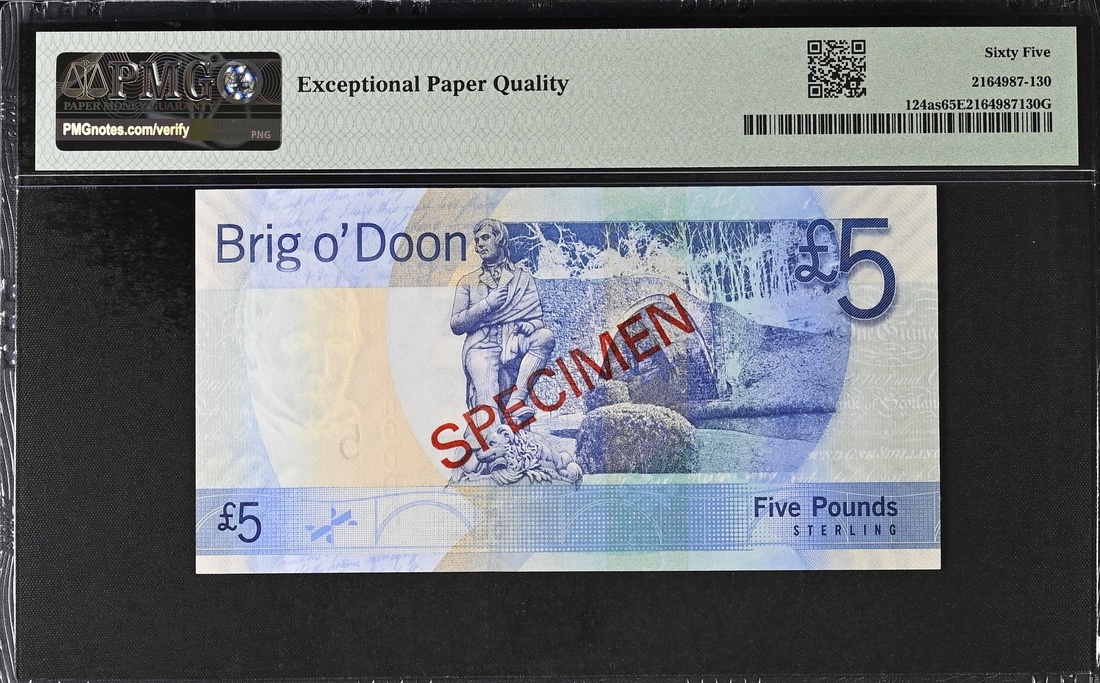 PMG
PAPER MONEY GUARANTY
PMGnotes.com/verify
PNG
Exceptional Paper Quality
Sixty Five
2164987-130
124as65E2164987130G
Brig o'Doon
£5
SPECIMEN
£5
Five Pounds
STERLING